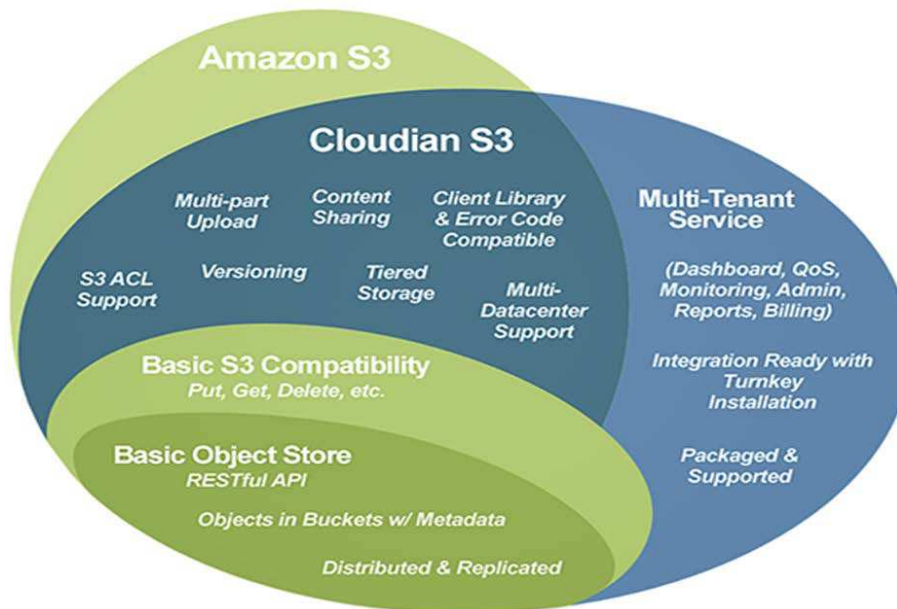 Amazon S3
Cloudian S3
Multi-part
Upload
Content
Sharing
Client Library
& Error Code
Compatible
S3 ACL
Support
Versioning
Tiered
Storage
Multi-
Datacenter
Support
Multi-Tenant
Service
(Dashboard, QoS,
Monitoring, Admin,
Reports, Billing)
Integration Ready with
Turnkey
Installation
Packaged &
Supported
Basic S3 Compatibility
Put, Get, Delete, etc.
Basic Object Store
RESTful API
Objects in Buckets w/ Metadata
Distributed & Replicated